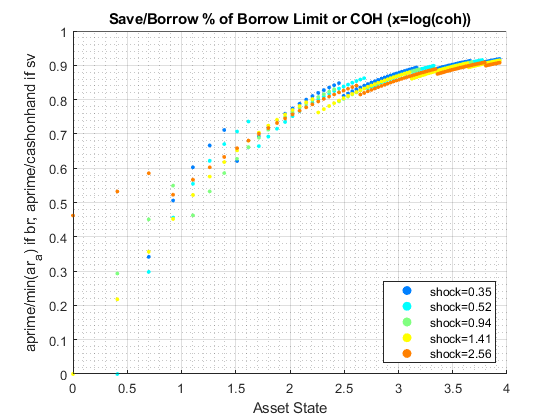 Save/Borrow % of Borrow Limit or COH (x=log(coh))
aprime/min(ar_a) if br; aprime/cashonhand if sv
1
0.9
0.8
0.7
0.6
0.5
0.4
0.3
0.2
0.1
0
0 0.5 1 1.5 2 2.5 3 3.5 4
Asset State
shock=0.35
shock=0.52
shock=0.94
shock=1.41
shock=2.56